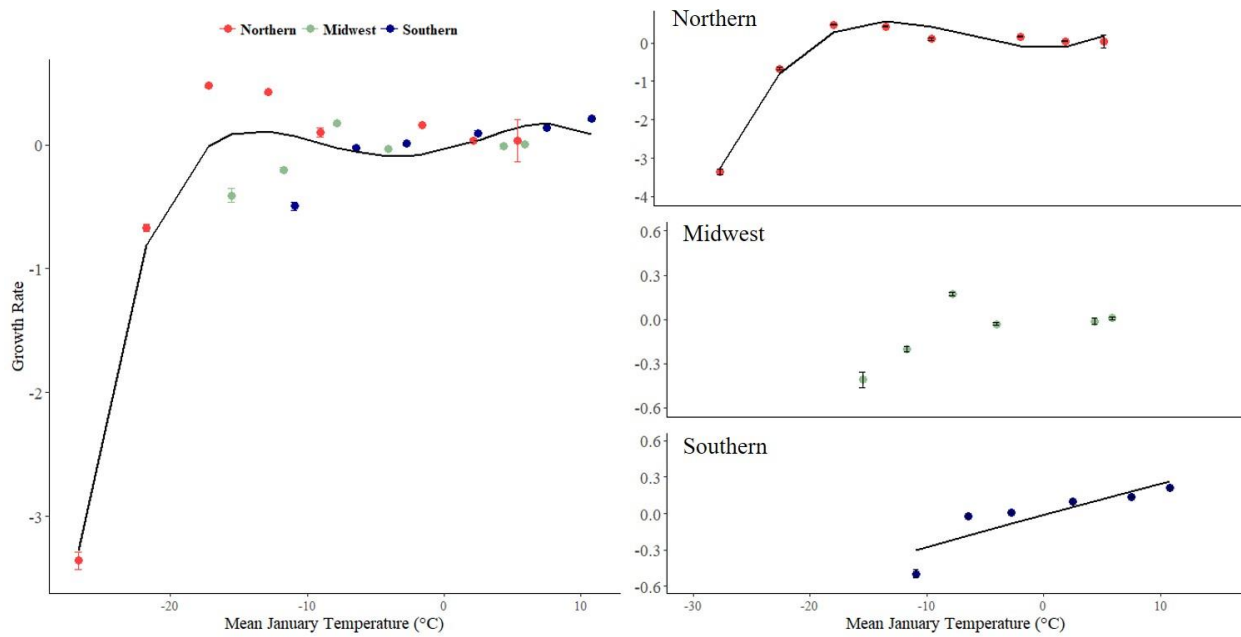 Northern Midwest Southern
0
-1
-2
-3
Growth Rate
-20 -10 0 10
Mean January Temperature (°C)
Northern
0
-1
-2
-3
-4
Midwest
0.6
0.3
0.0
-0.3
-0.6
Southern
0.6
0.3
0.0
-0.3
-0.6
-30 -20 -10 0 10
Mean January Temperature (°C)